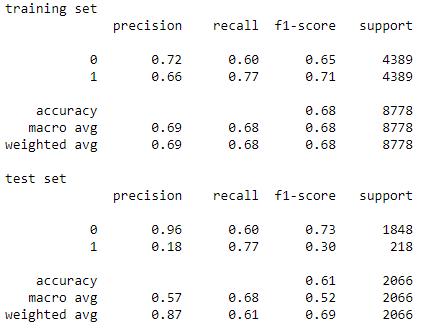 training set
precision recall f1-score support
0 0.72 0.60 0.65 4389
1 0.66 0.77 0.71 4389
accuracy 0.68 8778
macro avg 0.69 0.68 0.68 8778
weighted avg 0.69 0.68 0.68 8778
test set
precision recall f1-score support
0 0.96 0.60 0.73 1848
1 0.18 0.77 0.30 218
accuracy 0.61 2066
macro avg 0.57 0.68 0.52 2066
weighted avg 0.87 0.61 0.69 2066